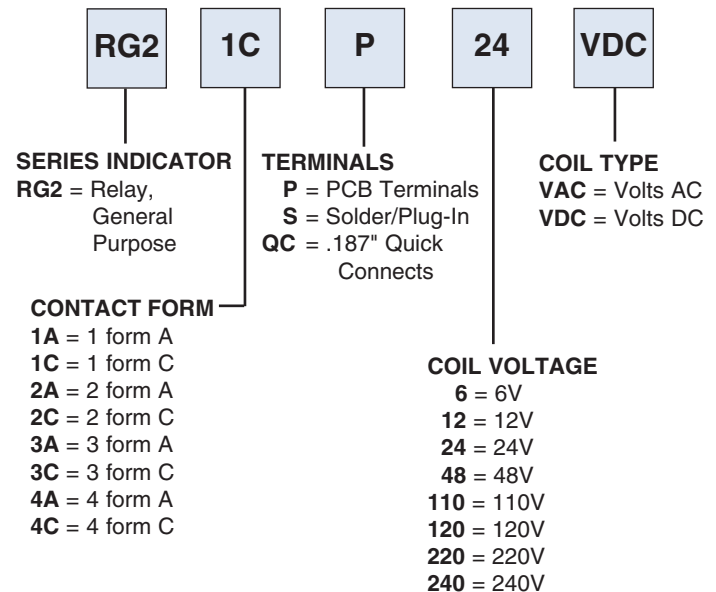 RG2 1C P 24 VDC
SERIES INDICATOR
RG2 = Relay,
General
Purpose
TERMINALS
P = PCB Terminals
S = Solder/Plug-In
QC = .187" Quick
Connects
COIL TYPE
VAC = Volts AC
VDC = Volts DC
CONTACT FORM
1A = 1 form A
1C = 1 form C
2A = 2 form A
2C = 2 form C
3A = 3 form A
3C = 3 form C
4A = 4 form A
4C = 4 form C
COIL VOLTAGE
6 = 6V
12 = 12V
24 = 24V
48 = 48V
110 = 110V
120 = 120V
220 = 220V
240 = 240V